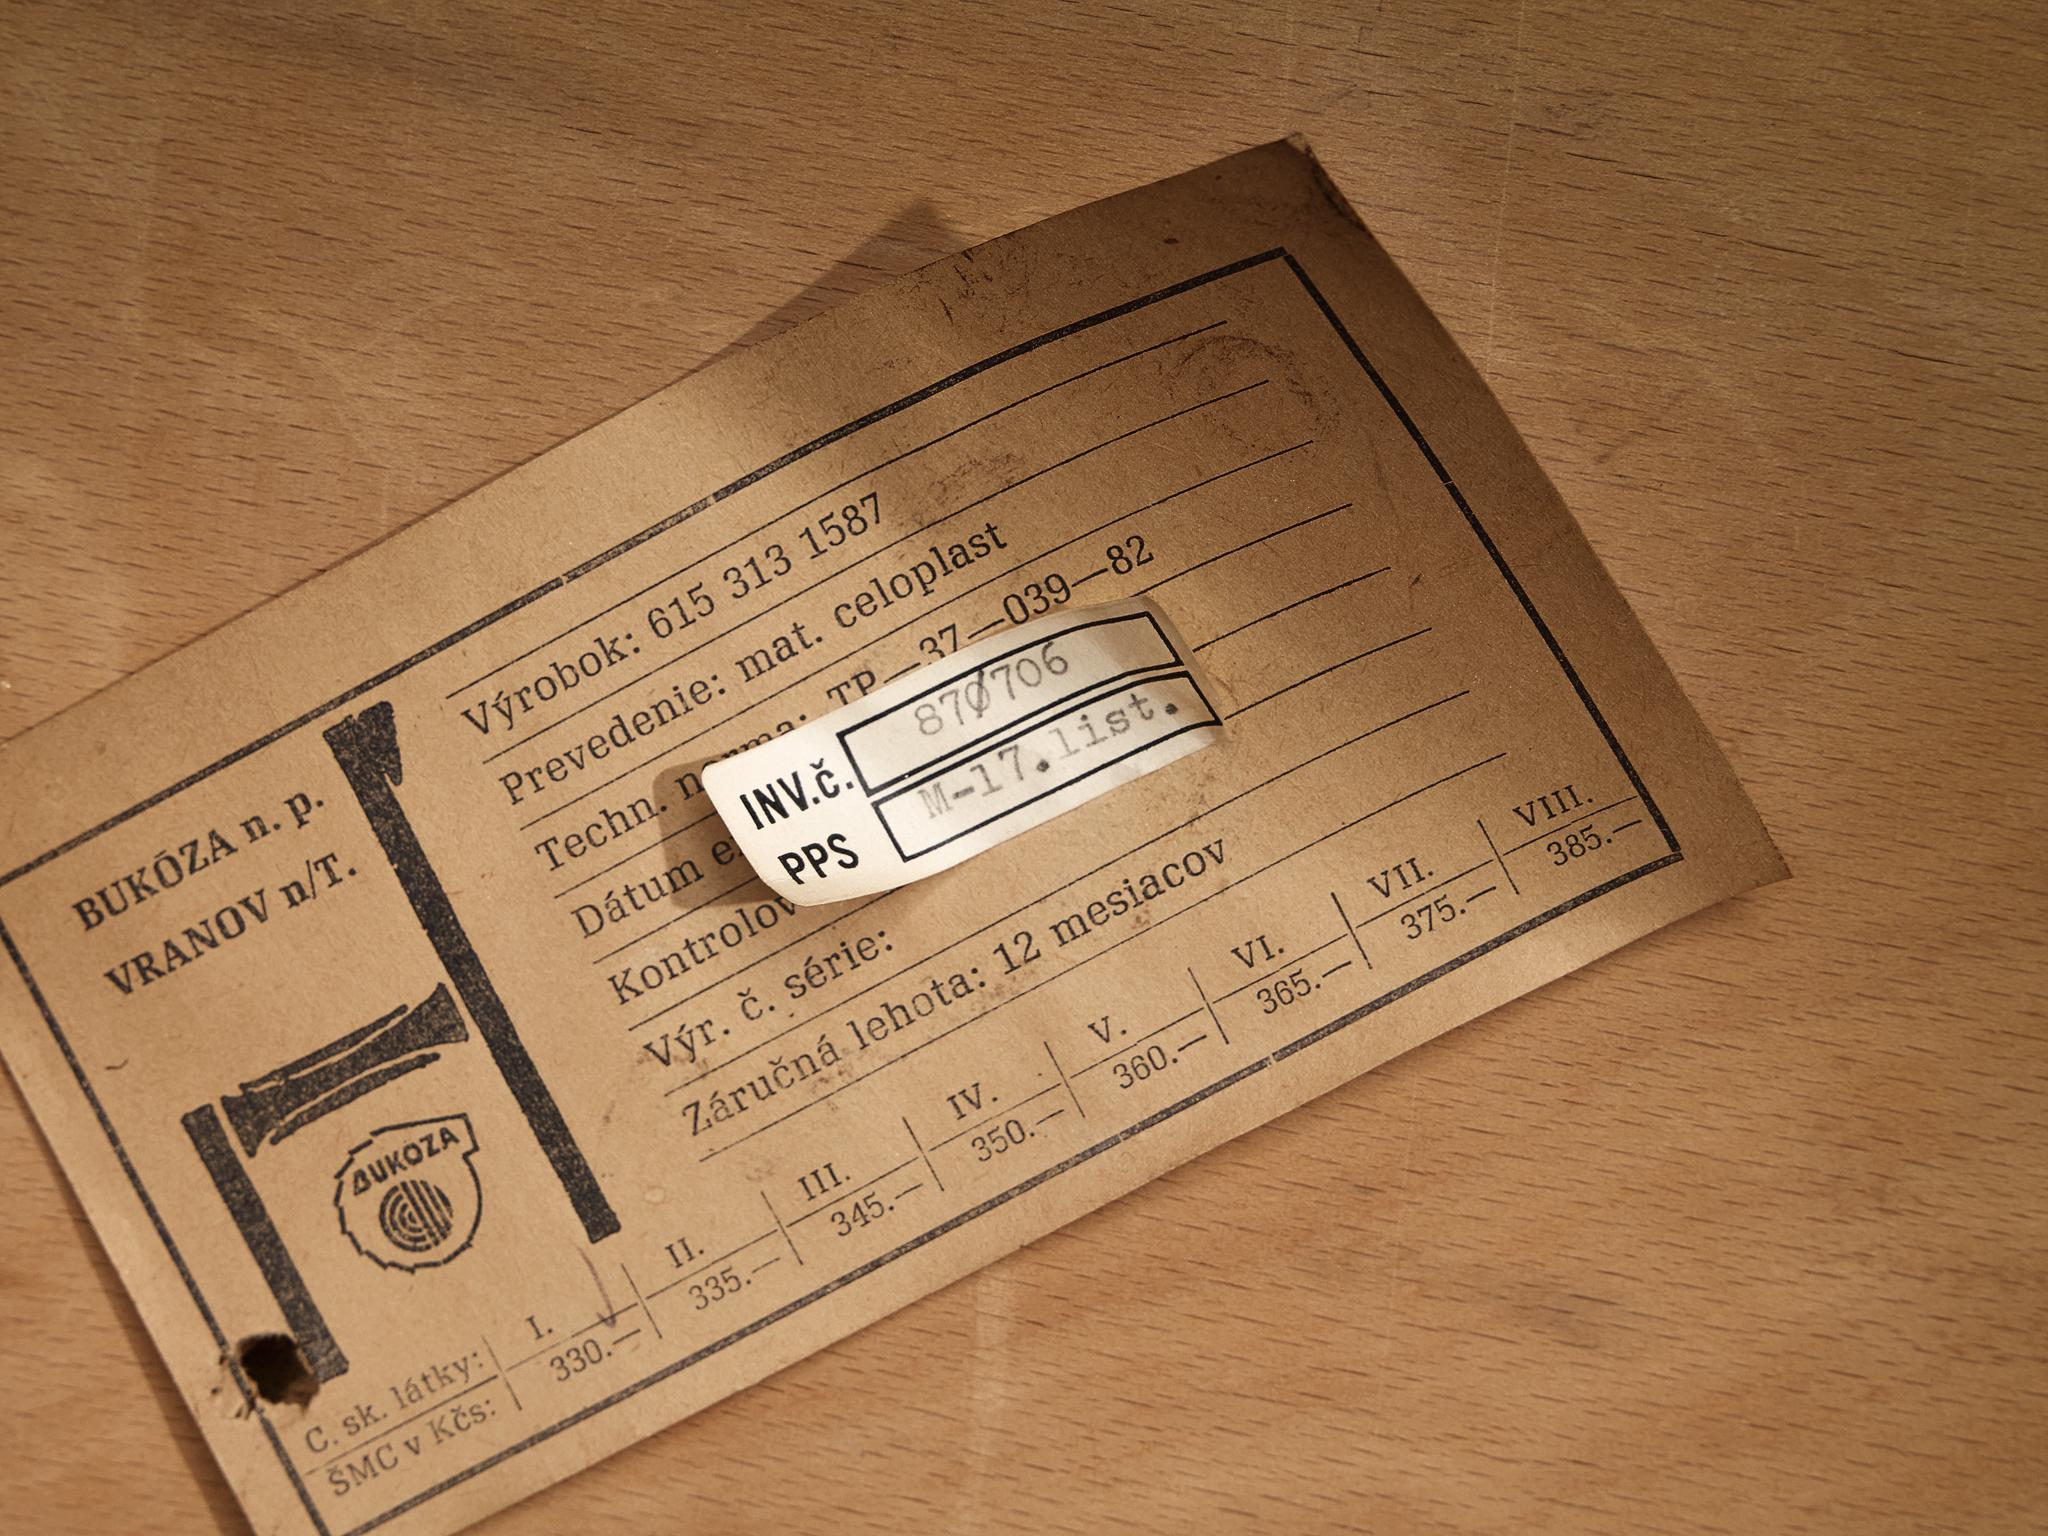 BUKÓZA n. p.
VRANOV n/T.
BUKÓZA
Výrobok: 615 313 1587
Prevedenie: mat. celoplast
Techn. norma: TP—37—039—82
Dátum
Kontrolov
Výr. č. série:
Záručná lehota: 12 mesiacov
INV.č. 870706
PPS M-17.list.
C. sk. látky: I. II. III. IV. V. VI. VII. VIII.
ŠMC v Kčs: 330.— 335.— 345.— 350.— 360.— 365.— 375.— 385.—